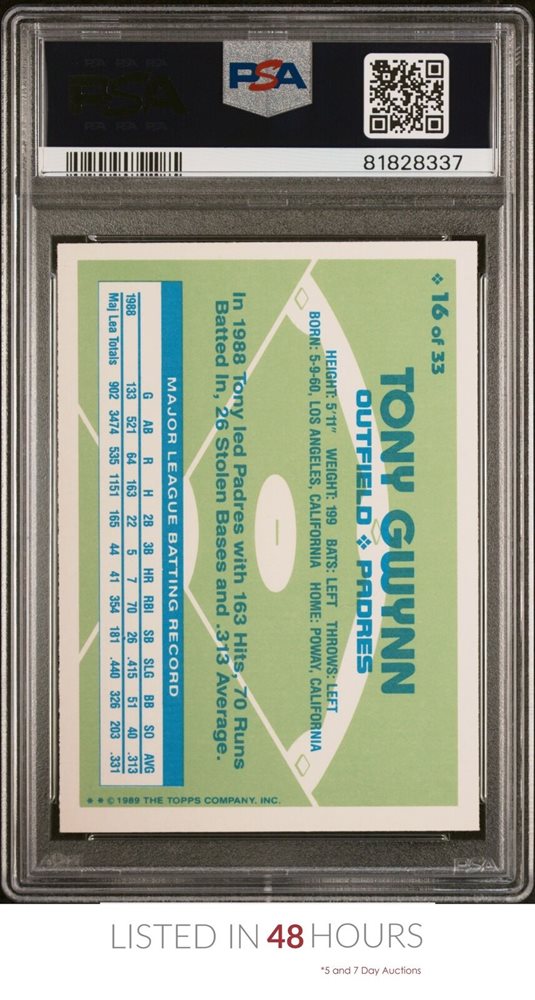 PSA
PSA
81828337
❖ 16 of 33
TONY GWYNN
OUTFIELD ❖ PADRES
HEIGHT: 5'11" WEIGHT: 199 BATS: LEFT THROWS: LEFT
BORN: 5-9-60, LOS ANGELES, CALIFORNIA HOME: POWAY, CALIFORNIA
In 1988 Tony led Padres with 163 Hits, 70 Runs
Batted In, 26 Stolen Bases and .313 Average.
MAJOR LEAGUE BATTING RECORD
G AB R H 2B 3B HR RBI SB SLG BB SO AVG
1988 133 521 64 163 22 5 7 70 26 .415 51 40 .313
Maj Lea Totals 902 3474 535 1151 165 44 41 354 181 .440 326 203 .331
* * © 1989 THE TOPPS COMPANY, INC.
PSA
LISTED IN 48 HOURS
*5 and 7 Day Auctions